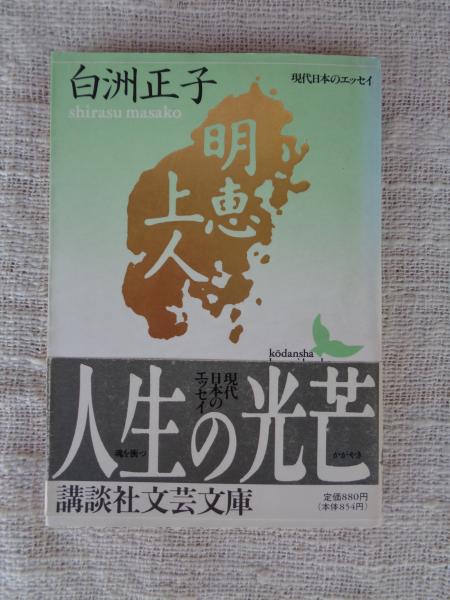 白洲正子
shirasu masako
現代日本のエッセイ
明恵
上人
kōdansha
現代
日本の
エッセイ
人生の光芒
魂を衝つ
かがやき
講談社文芸文庫
定価880円
(本体854円)